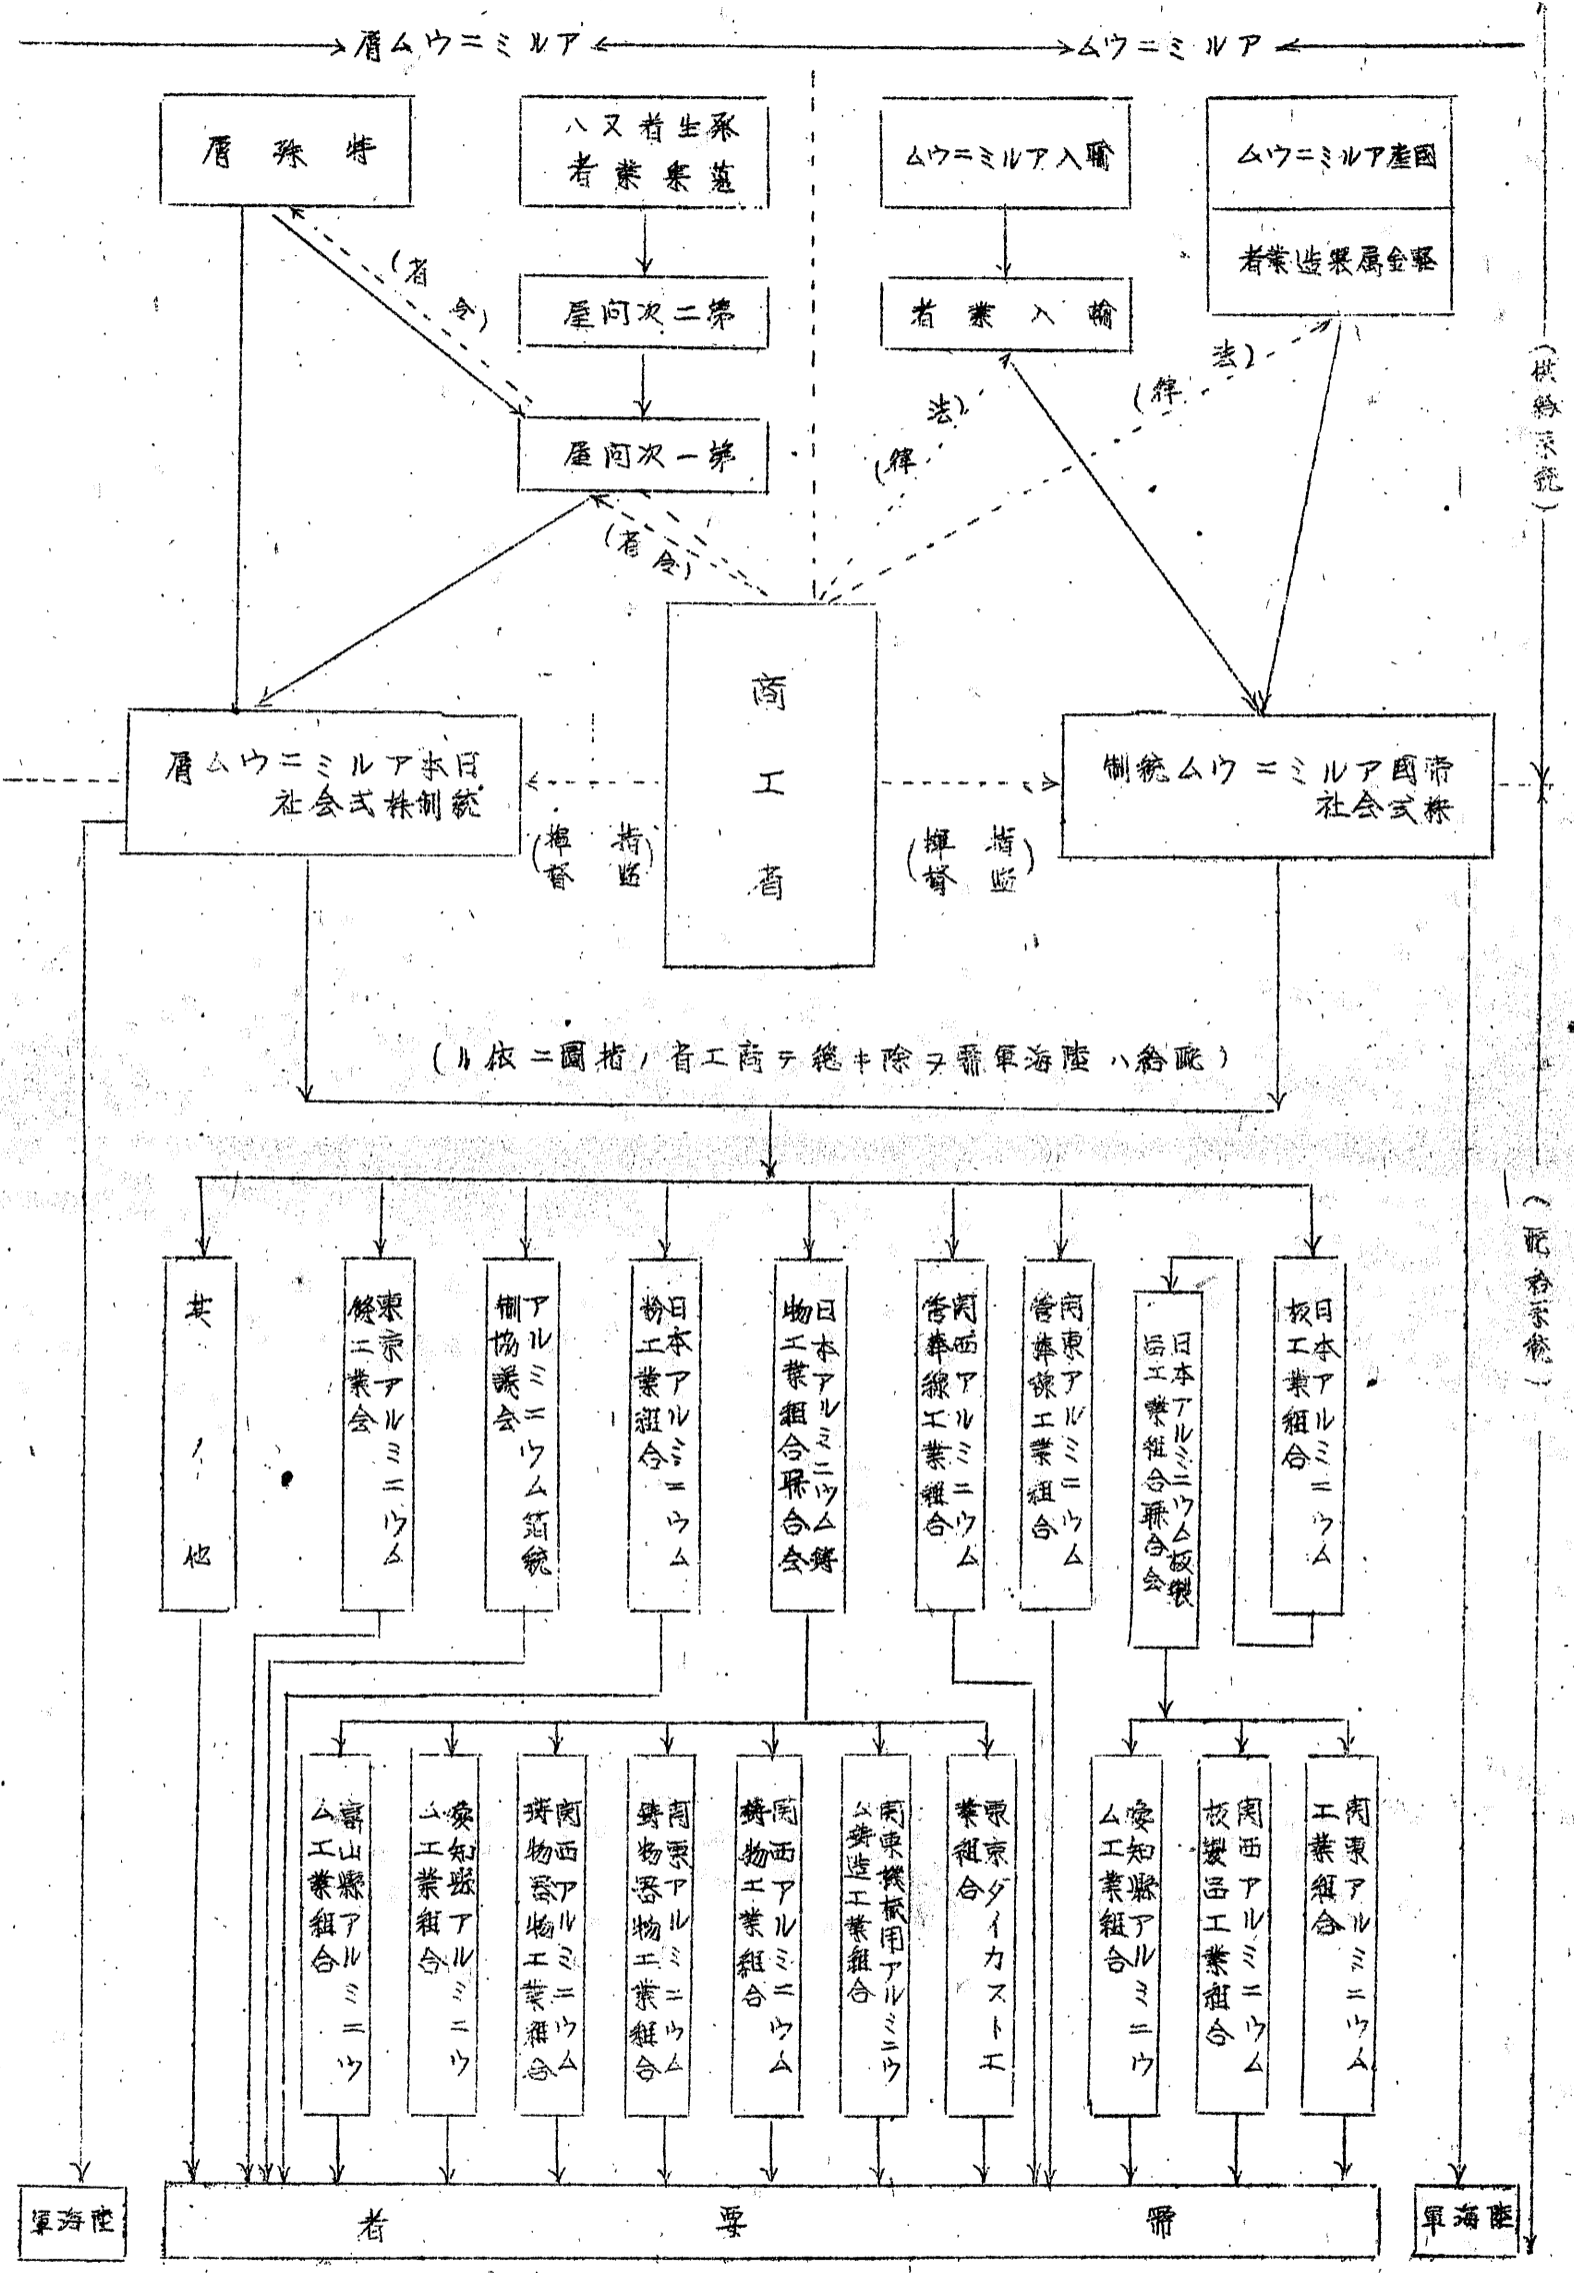 アルミニウム
アルミニウム屑
国産アルミニウム
軽金属製造業者
輸入アルミニウム
輸入業者
発生者又ハ
蒐集業者
第二次問屋
第一次問屋
特殊屑
(供給系統)
(法律)
(法律)
(省令)
(省令)
商工省
帝國アルミニウム統制
株式会社
日本アルミニウム屑
統制株式会社
(指揮
監督)
(指揮
監督)
(配給ハ陸海軍需ヲ除キ総テ商工省ノ指圖ニ依ル)
(配給系統)
日本アルミニウム
板工業組合
日本アルミニウム板製
品工業組合聯合会
関東アルミニウム
管棒線工業組合
関西アルミニウム
管棒線工業組合
日本アルミニウム鋳
物工業組合聯合会
日本アルミニウム
粉工業組合
アルミニウム箔統
制協議会
東京アルミニウム
線工業会
其ノ他
関東アルミニウム
工業組合
関西アルミニウム
板製品工業組合
愛知縣アルミニウ
ム工業組合
東京ダイカスト工
業組合
関東機械用アルミニウ
ム鋳造工業組合
関西アルミニウム
鋳物工業組合
関東アルミニウム
鋳物器物工業組合
関西アルミニウム
鋳物器物工業組合
愛知縣アルミニウ
ム工業組合
富山縣アルミニウ
ム工業組合
陸海軍
需要者
陸海軍